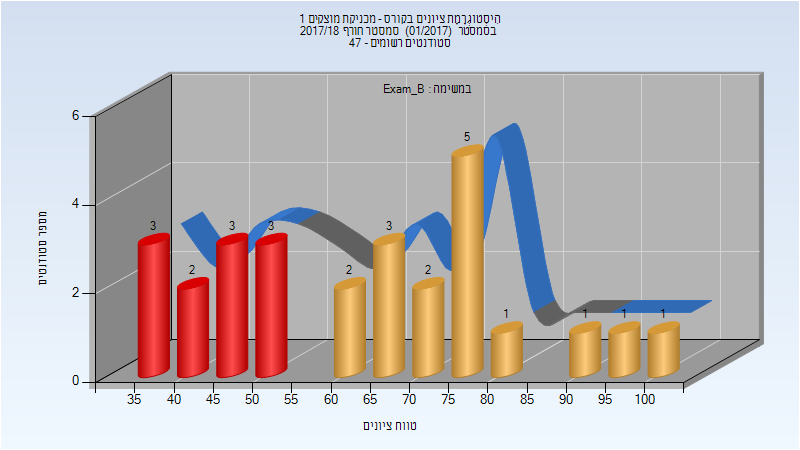 היסטוגרמת ציונים בקורס - מכניקת מוצקים 1
בסמסטר (01/2017) סמסטר חורף 2017/18
סטודנטים רשומים - 47
במשימה : Exam_B
מספר סטודנטים
6
4
2
0
3
2
3
3
2
3
2
5
1
1
1
1
35 40 45 50 55 60 65 70 75 80 85 90 95 100
טווח ציונים